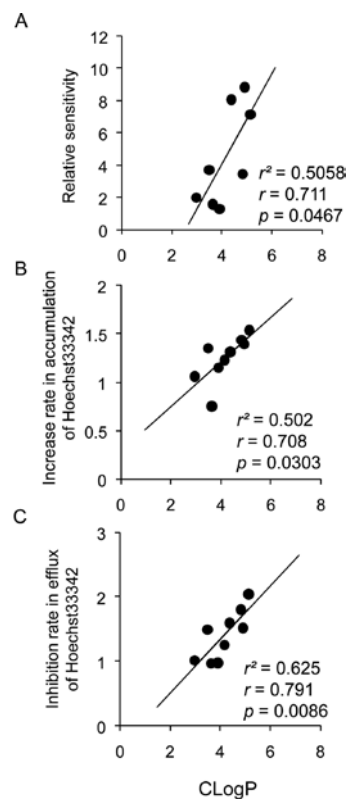 A
Relative sensitivity
12
10
8
6
4
2
0
r² = 0.5058
r = 0.711
p = 0.0467
0 2 4 6 8
B
Increase rate in accumulation
of Hoechst33342
2
1.5
1
0.5
0
r² = 0.502
r = 0.708
p = 0.0303
0 2 4 6 8
C
Inhibition rate in efflux
of Hoechst33342
3
2
1
0
r² = 0.625
r = 0.791
p = 0.0086
0 2 4 6 8
CLogP